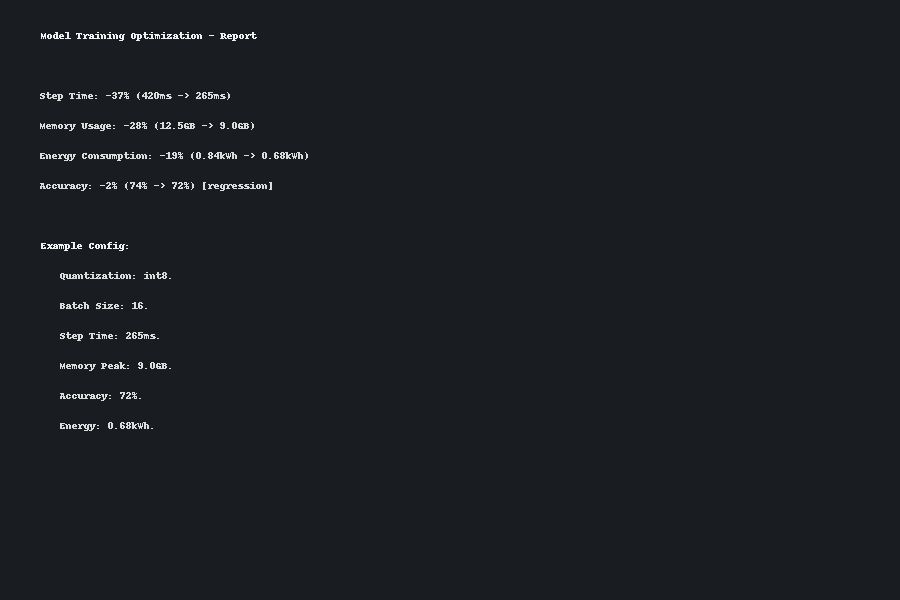 Model Training Optimization - Report
Step Time: -37% (420ms -> 265ms)
Memory Usage: -28% (12.5GB -> 9.0GB)
Energy Consumption: -19% (0.84kWh -> 0.68kWh)
Accuracy: -2% (74% -> 72%) [regression]
Example Config:
Quantization: int8.
Batch Size: 16.
Step Time: 265ms.
Memory Peak: 9.0GB.
Accuracy: 72%.
Energy: 0.68kWh.